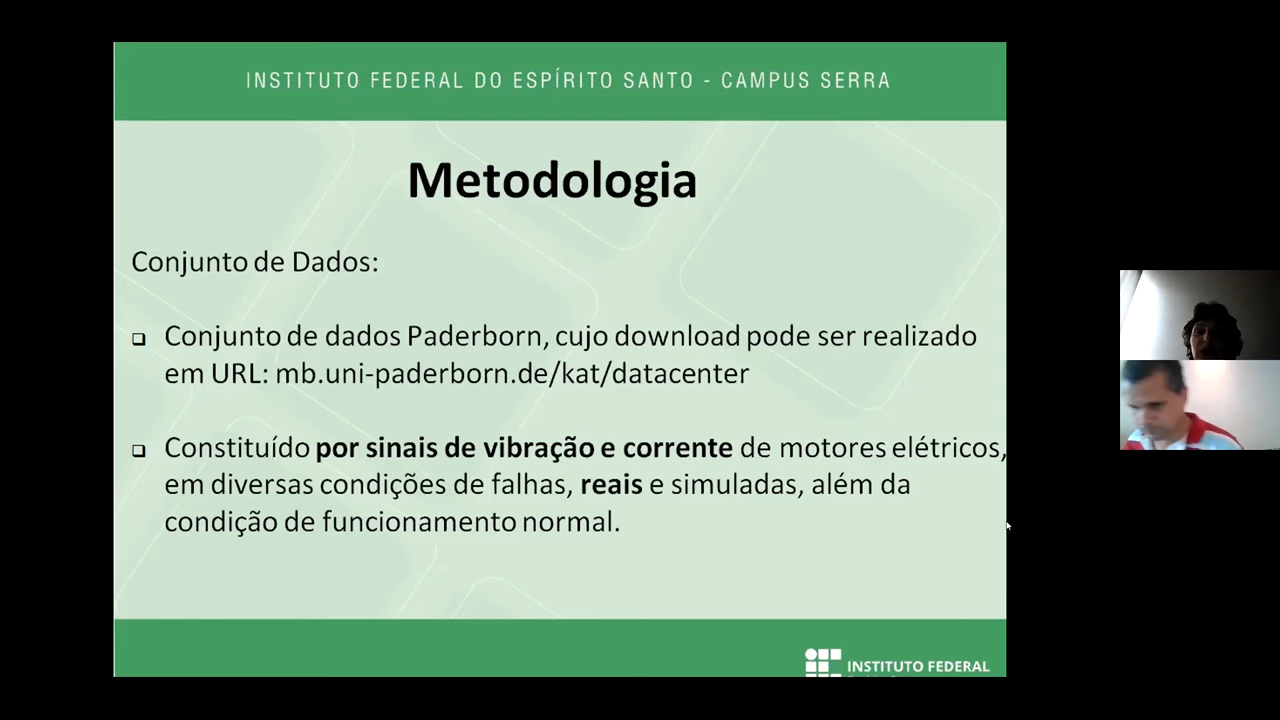 INSTITUTO FEDERAL DO ESPÍRITO SANTO - CAMPUS SERRA
Metodologia
Conjunto de Dados:
❑ Conjunto de dados Paderborn, cujo download pode ser realizado
em URL: mb.uni-paderborn.de/kat/datacenter
❑ Constituído por sinais de vibração e corrente de motores elétricos,
em diversas condições de falhas, reais e simuladas, além da
condição de funcionamento normal.
INSTITUTO FEDERAL